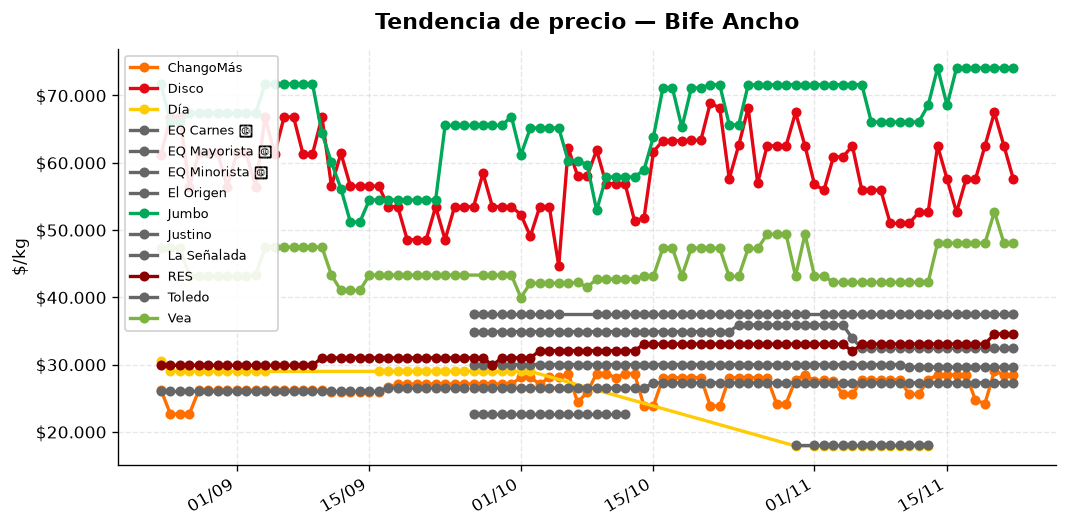 Tendencia de precio — Bife Ancho
ChangoMás
Disco
Día
EQ Carnes
EQ Mayorista
EQ Minorista
El Origen
Jumbo
Justino
La Señalada
RES
Toledo
Vea
$/kg
$70.000
$60.000
$50.000
$40.000
$30.000
$20.000
01/09
15/09
01/10
15/10
01/11
15/11